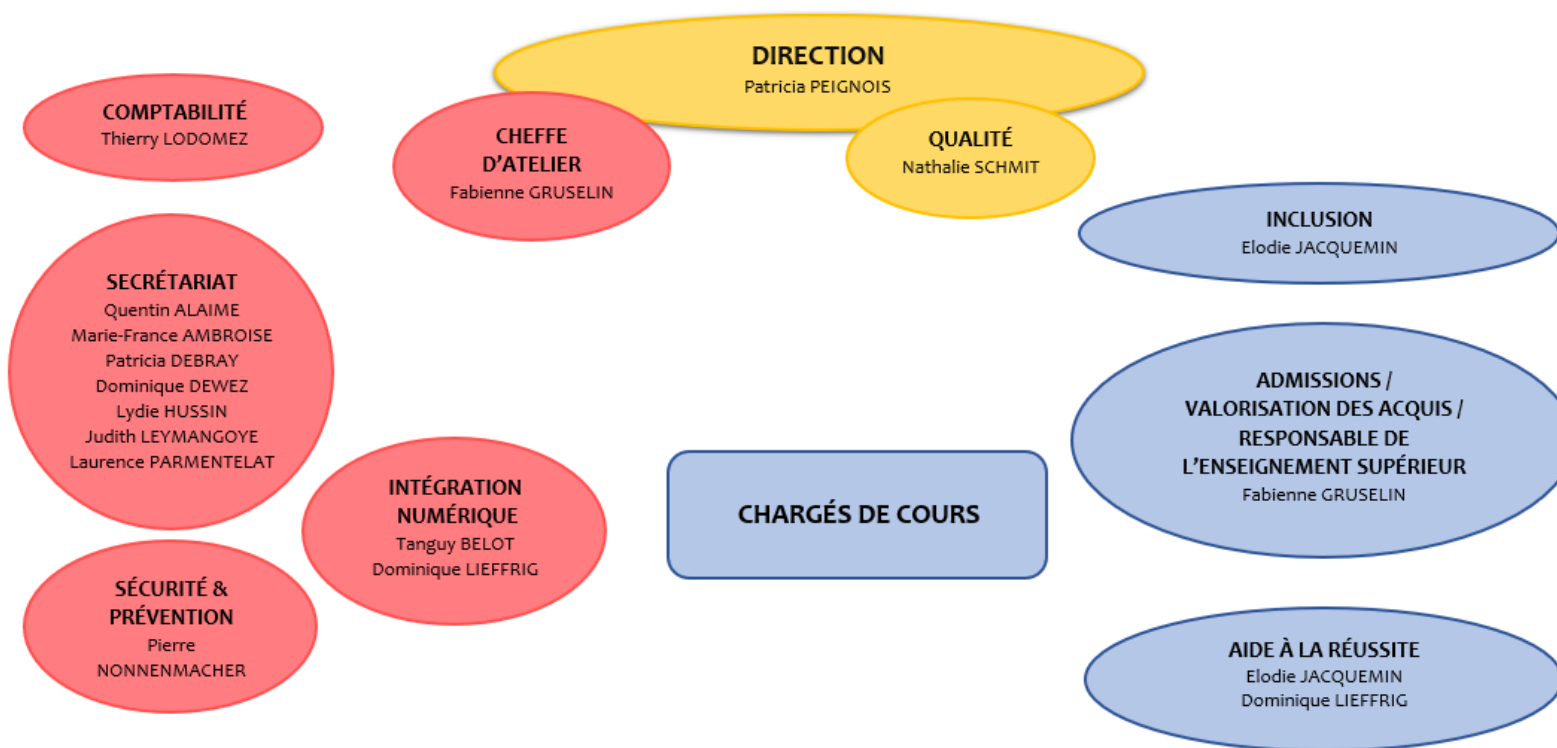 DIRECTION
Patricia PEIGNOIS
COMPTABILITÉ
Thierry LODOMEZ
CHEFFE
D’ATELIER
Fabienne GRUSELIN
QUALITÉ
Nathalie SCHMIT
INCLUSION
Elodie JACQUEMIN
SECRÉTARIAT
Quentin ALAIME
Marie-France AMBROISE
Patricia DEBRAY
Dominique DEWEZ
Lydie HUSSIN
Judith LEYMANGOYE
Laurence PARMENTELAT
ADMISSIONS /
VALORISATION DES ACQUIS /
RESPONSABLE DE
L’ENSEIGNEMENT SUPÉRIEUR
Fabienne GRUSELIN
INTÉGRATION
NUMÉRIQUE
Tanguy BELOT
Dominique LIEFFRIG
CHARGÉS DE COURS
SÉCURITÉ &
PRÉVENTION
Pierre
NONNENMACHER
AIDE À LA RÉUSSITE
Elodie JACQUEMIN
Dominique LIEFFRIG